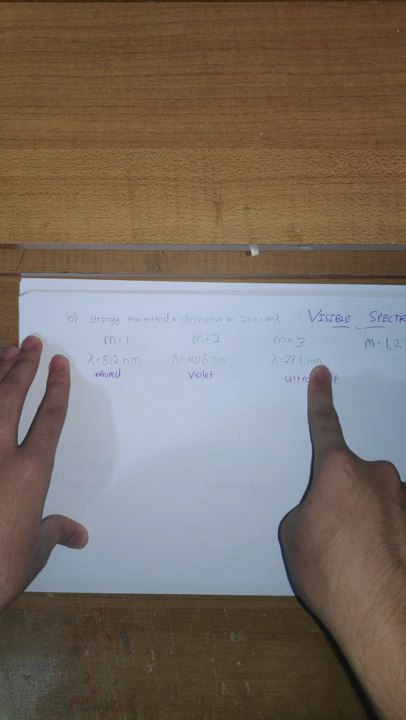 b) strongly transmitted → destructive → 2nt = mλ VISIBLE SPECTR
m=1 m=2 m=3 m=1,2
λ=812 nm λ=406 nm λ=271 nm
infrared violet ultr t